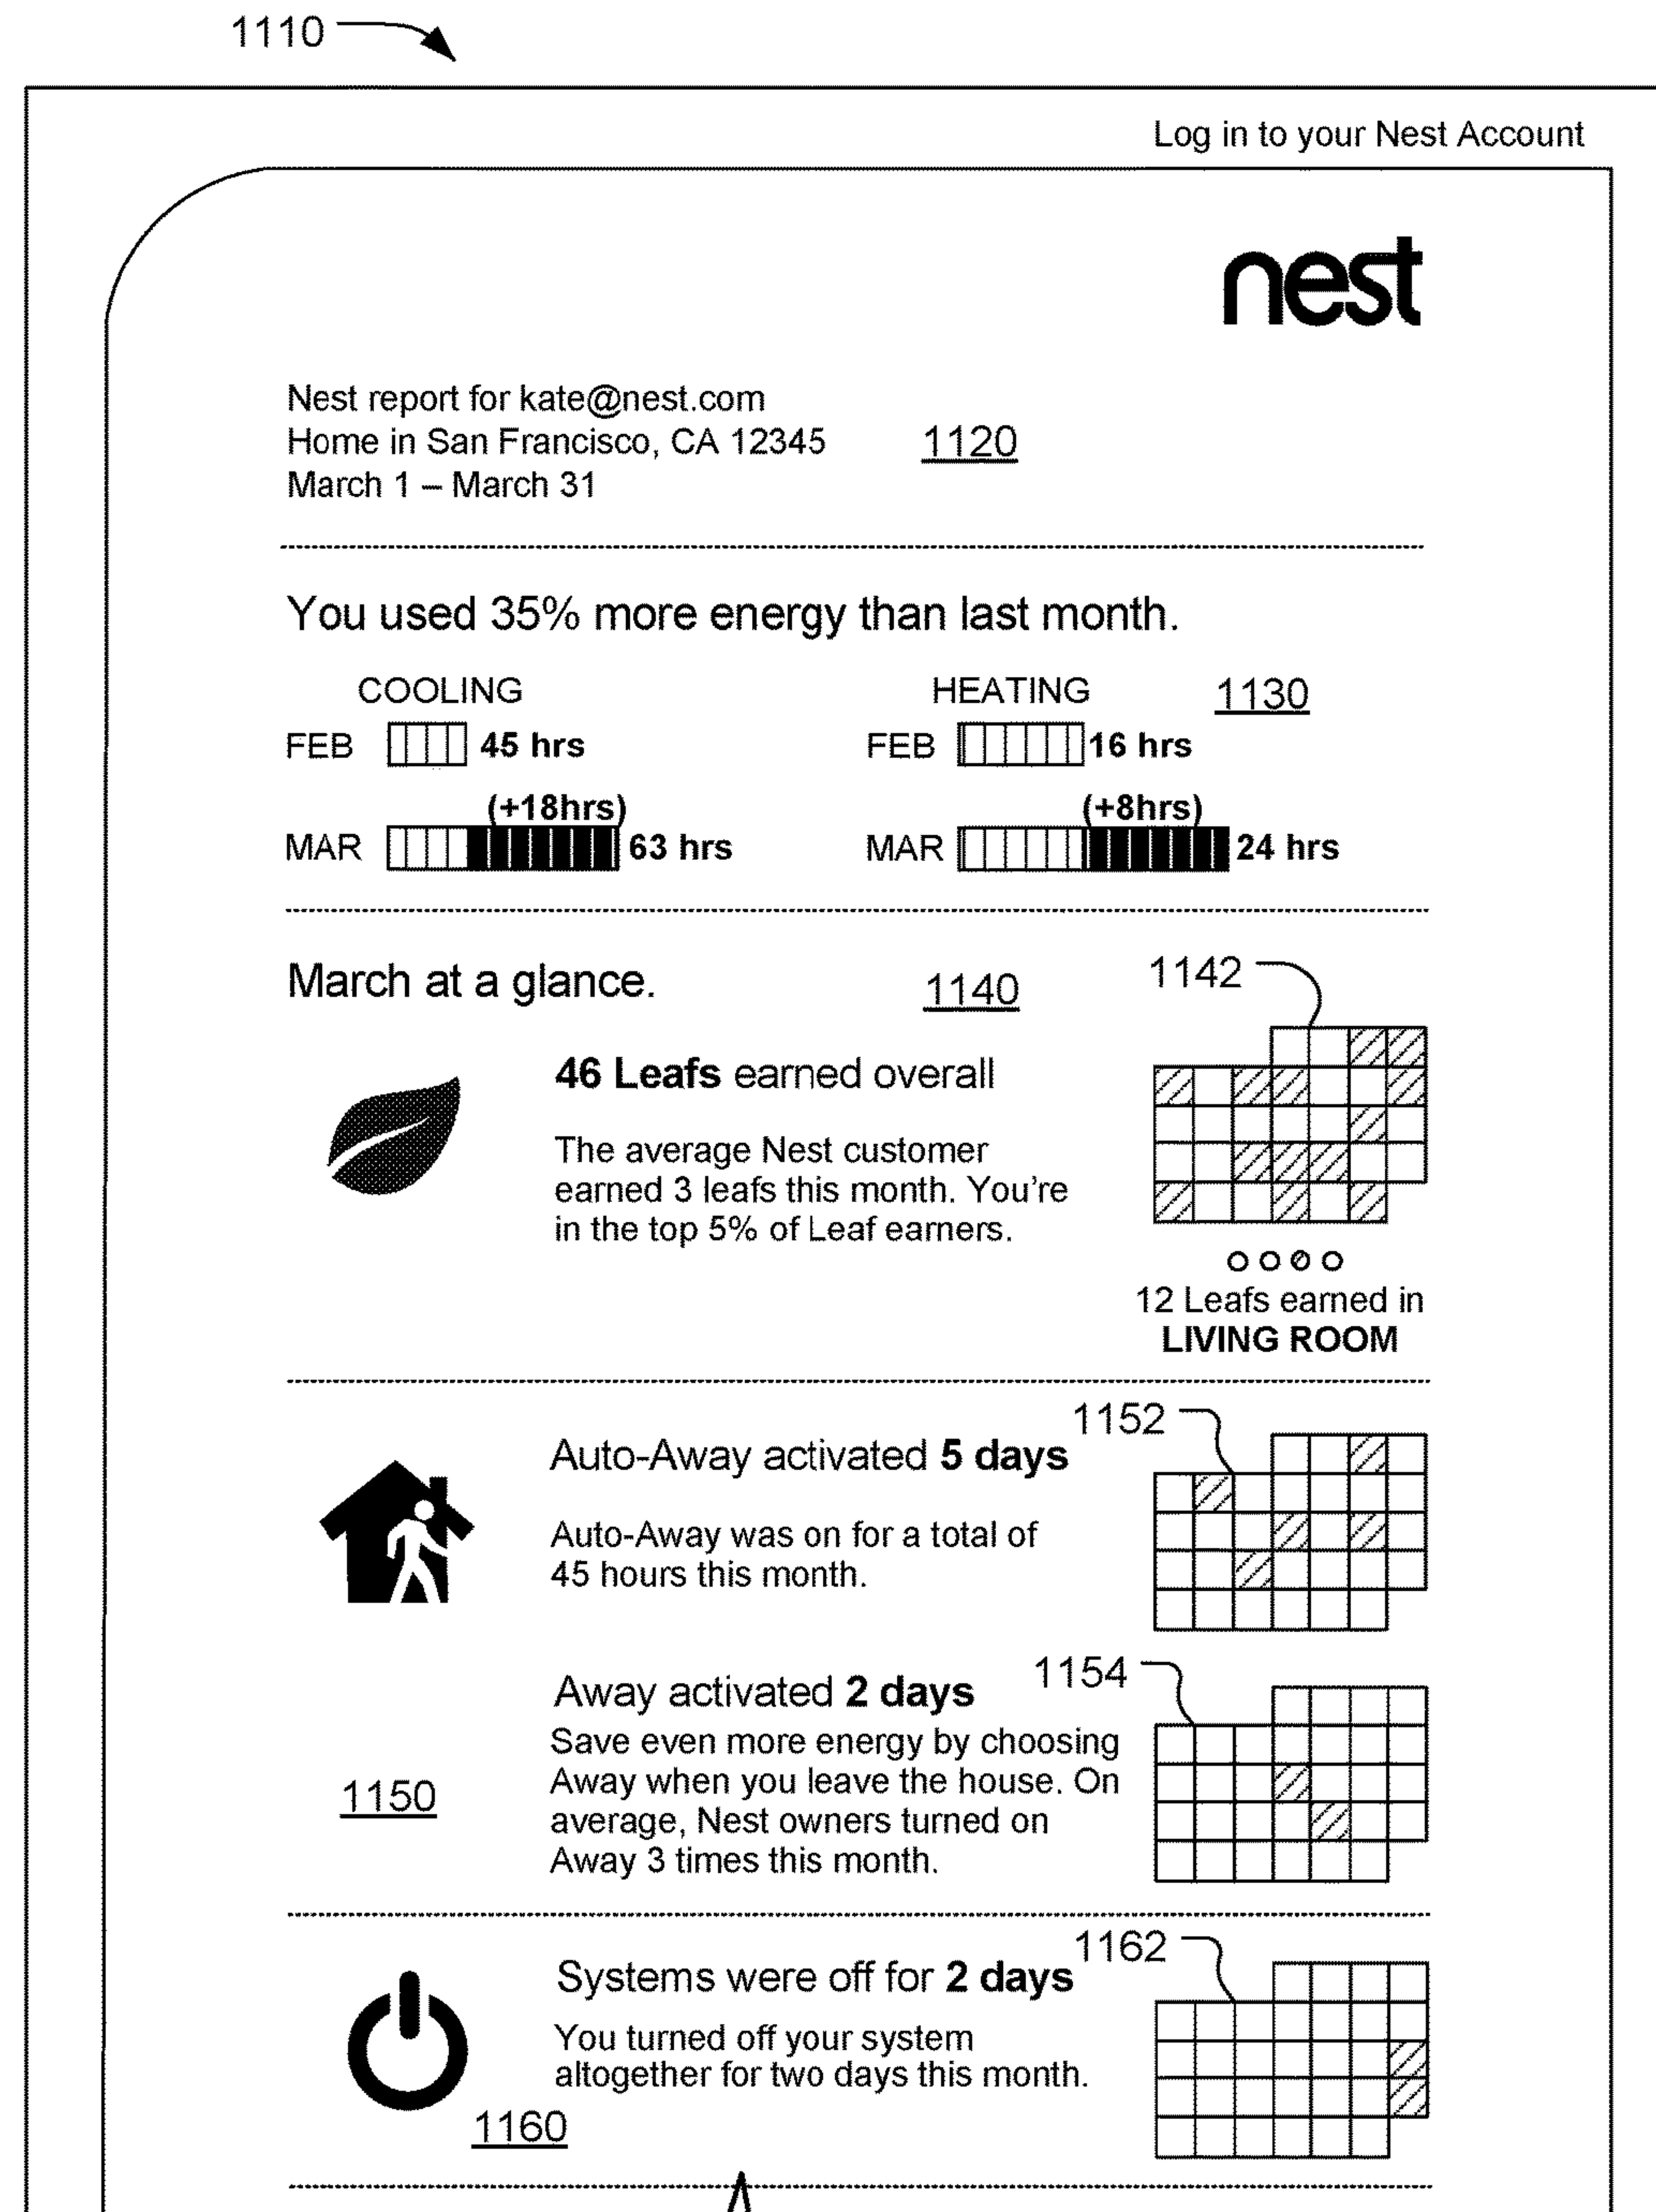 1110
Log in to your Nest Account
nest
Nest report for kate@nest.com
Home in San Francisco, CA 12345
1120
March 1 – March 31
You used 35% more energy than last month.
COOLING
HEATING
1130
FEB
45 hrs
FEB
16 hrs
(+18hrs)
(+8hrs)
MAR
63 hrs
MAR
24 hrs
March at a glance.
1140
1142
46 Leafs earned overall
The average Nest customer
earned 3 leafs this month. You're
in the top 5% of Leaf earners.
12 Leafs earned in
LIVING ROOM
1152
Auto-Away activated 5 days
Auto-Away was on for a total of
45 hours this month.
1154
Away activated 2 days
Save even more energy by choosing
Away when you leave the house. On
average, Nest owners turned on
Away 3 times this month.
1150
1162
Systems were off for 2 days
You turned off your system
altogether for two days this month.
1160